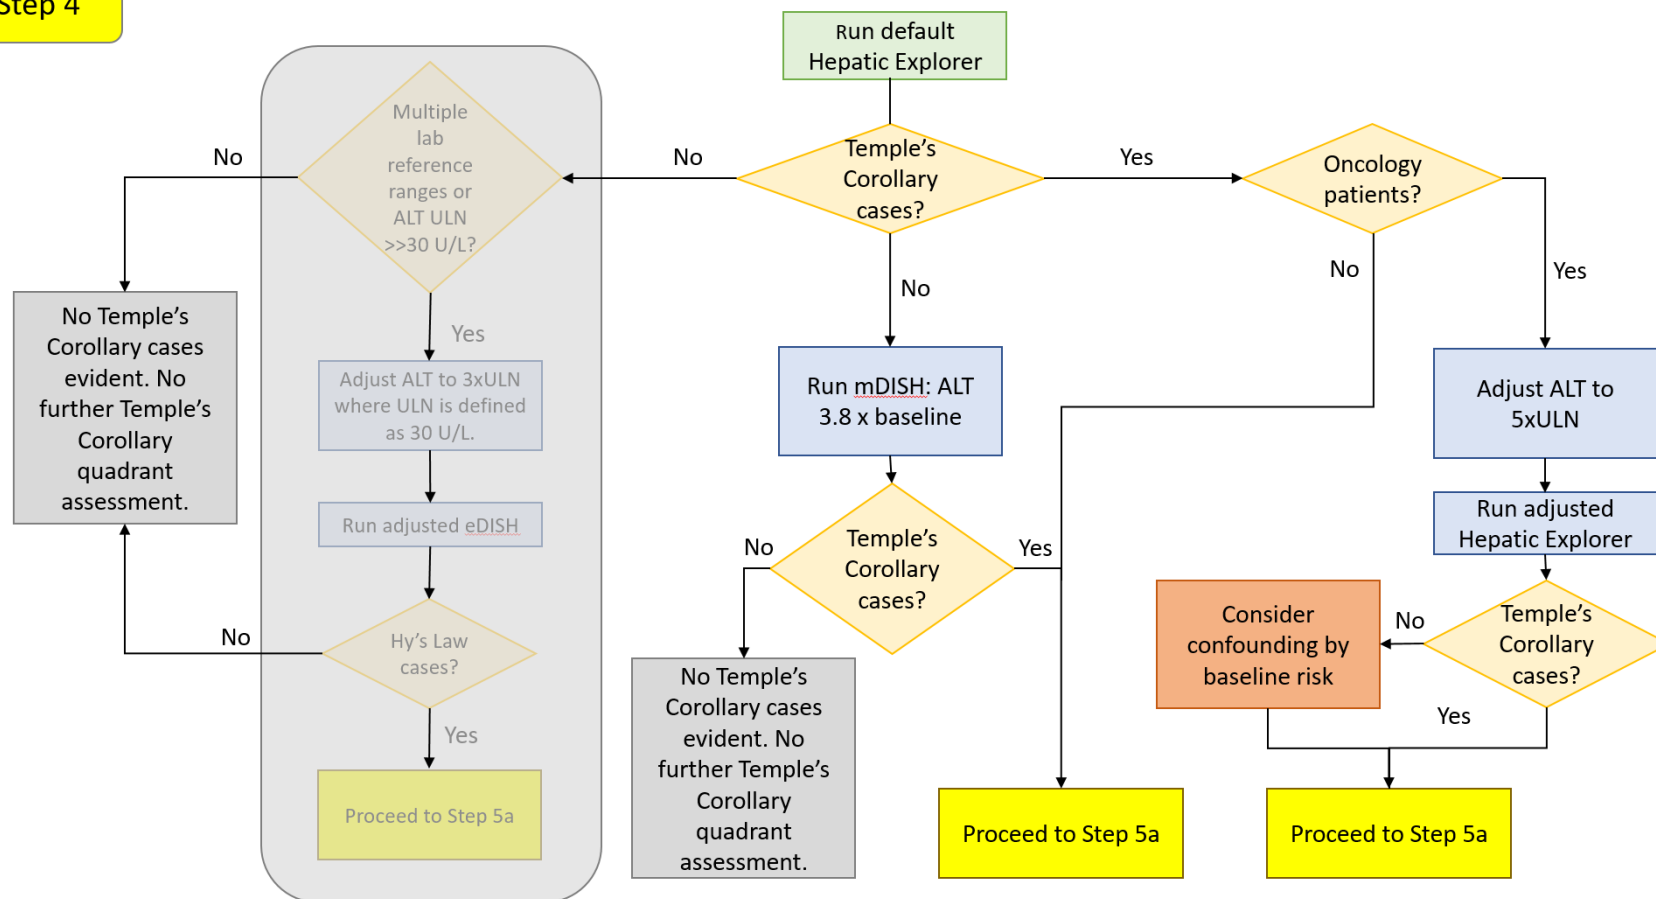 Step 4
Run default
Hepatic Explorer
Multiple
lab
reference
ranges or
ALT ULN
>>30 U/L?
No
No
Temple's
Corollary
cases?
Yes
Oncology
patients?
No
Yes
No
Yes
No Temple's
Corollary cases
evident. No
further Temple's
Corollary
quadrant
assessment.
Adjust ALT to 3xULN
where ULN is defined
as 30 U/L.
Run mDISH: ALT
3.8 x baseline
Adjust ALT to
5xULN
Run adjusted eDISH
Run adjusted
Hepatic Explorer
No
Temple's
Corollary
cases?
Yes
No
Hy's Law
cases?
Consider
confounding by
baseline risk
No
Temple's
Corollary
cases?
Yes
Yes
No Temple's
Corollary cases
evident. No
further Temple's
Corollary
quadrant
assessment.
Proceed to Step 5a
Proceed to Step 5a
Proceed to Step 5a